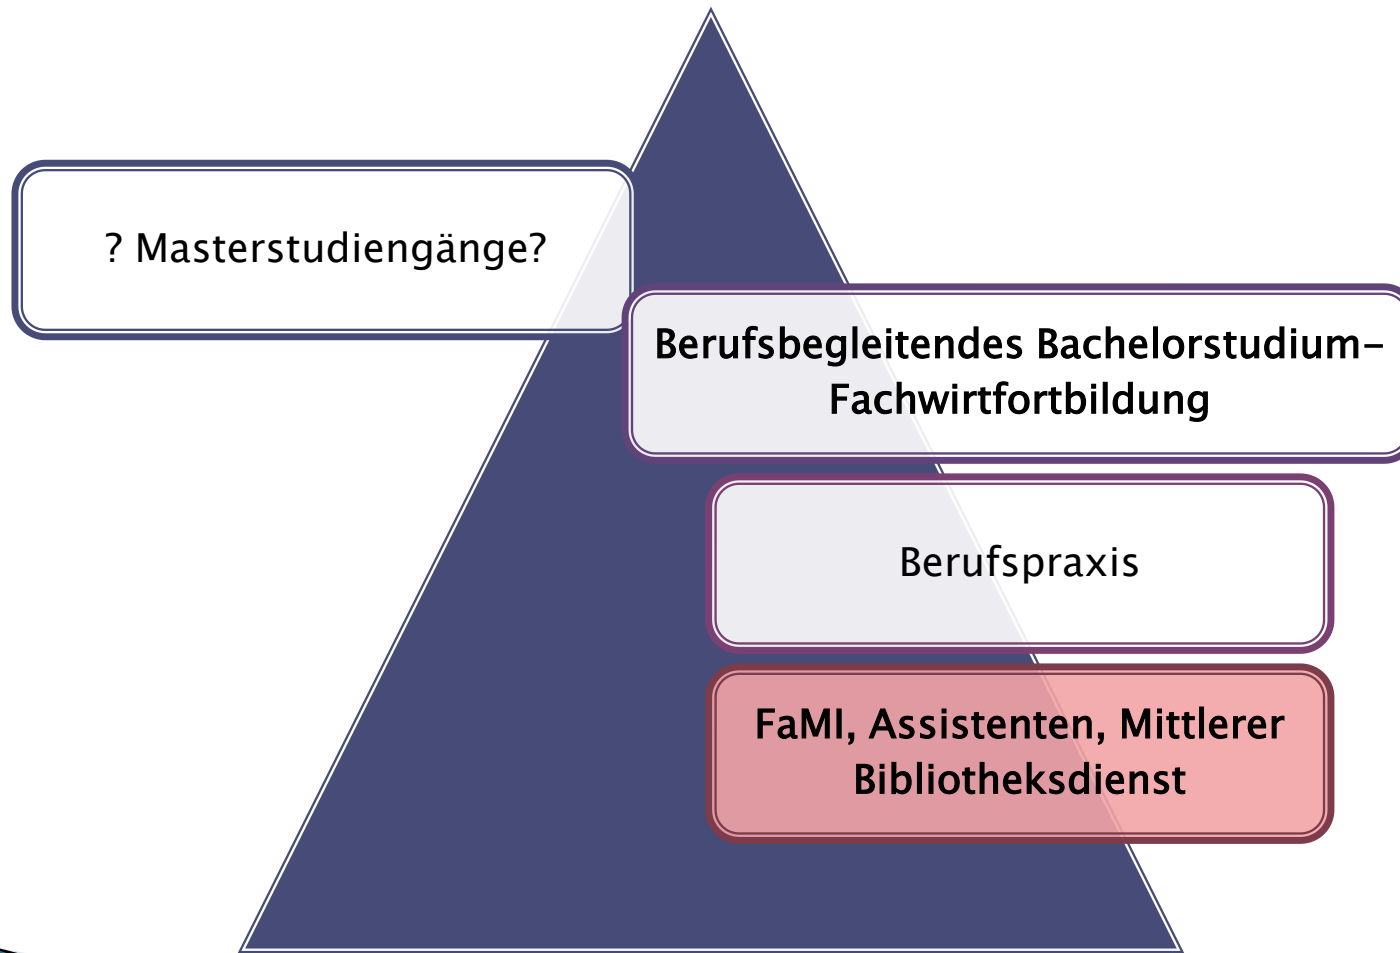 ? Masterstudiengänge?
Berufsbegleitendes Bachelorstudium-
Fachwirtfortbildung
Berufspraxis
FaMI, Assistenten, Mittlerer
Bibliotheksdienst